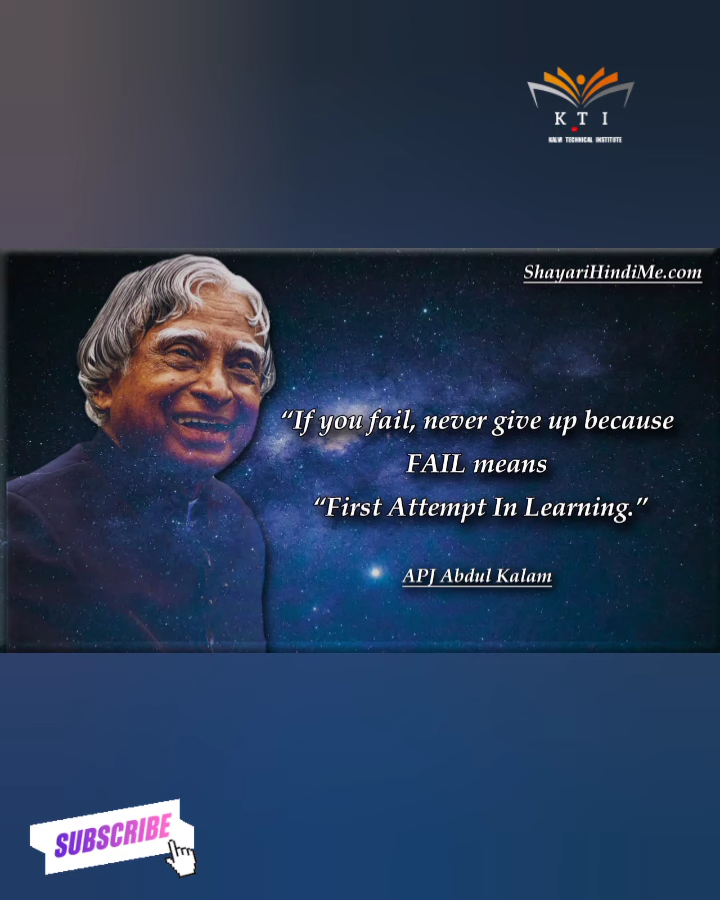 K T I
KALVI TECHNICAL INSTITUTE
ShayariHindiMe.com
“If you fail, never give up because
FAIL means
“First Attempt In Learning.”
APJ Abdul Kalam
SUBSCRIBE